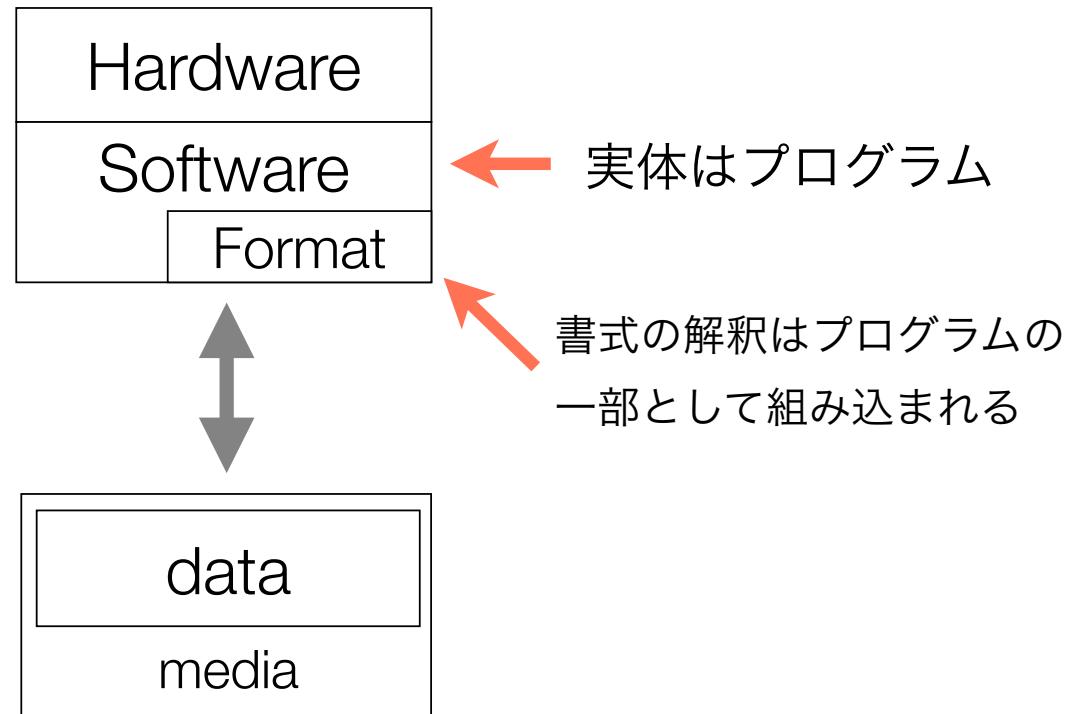 Hardware
Software
実体はプログラム
Format
書式の解釈はプログラムの
一部として組み込まれる
data
media